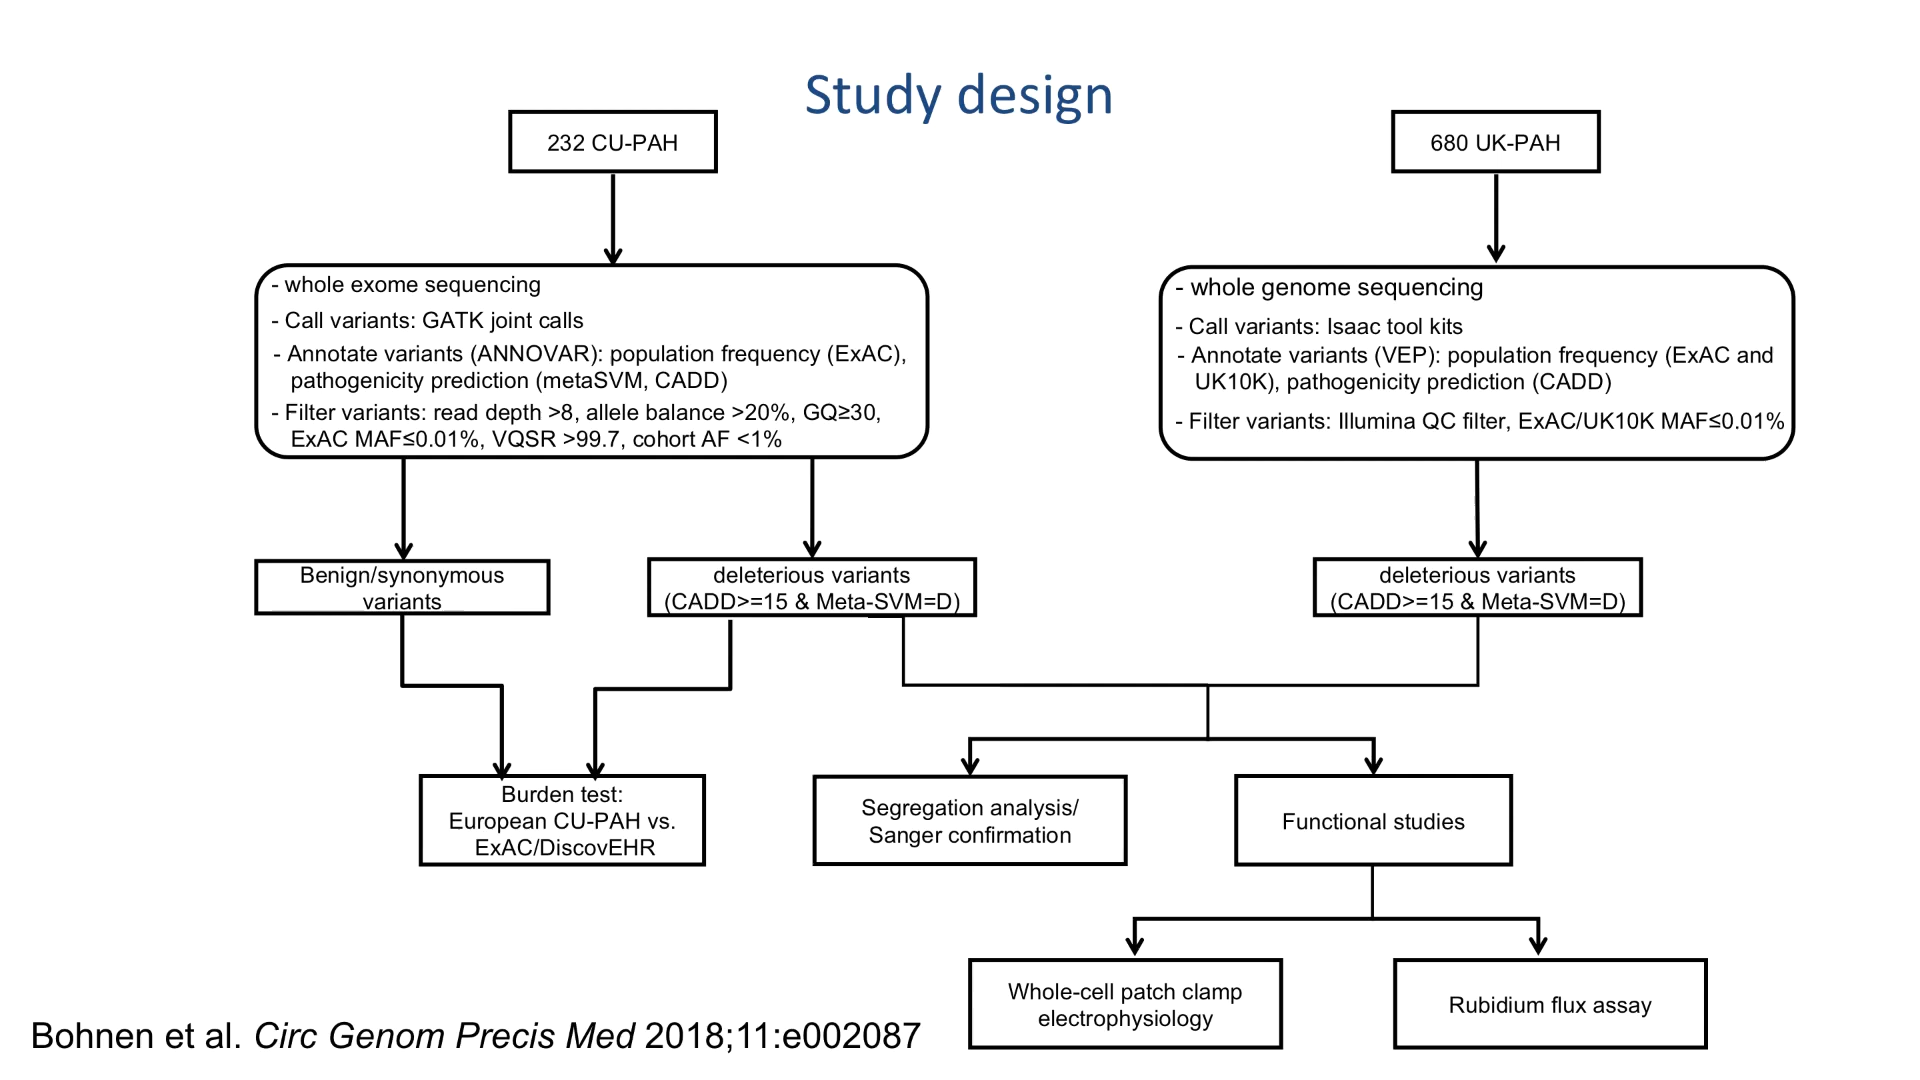 Study design
232 CU-PAH
680 UK-PAH
- whole exome sequencing
- Call variants: GATK joint calls
- Annotate variants (ANNOVAR): population frequency (ExAC),
pathogenicity prediction (metaSVM, CADD)
- Filter variants: read depth >8, allele balance >20%, GQ≥30,
ExAC MAF≤0.01%, VQSR >99.7, cohort AF <1%
- whole genome sequencing
- Call variants: Isaac tool kits
- Annotate variants (VEP): population frequency (ExAC and
UK10K), pathogenicity prediction (CADD)
- Filter variants: Illumina QC filter, ExAC/UK10K MAF≤0.01%
Benign/synonymous
variants
deleterious variants
(CADD>=15 & Meta-SVM=D)
deleterious variants
(CADD>=15 & Meta-SVM=D)
Burden test:
European CU-PAH vs.
ExAC/DiscovEHR
Segregation analysis/
Sanger confirmation
Functional studies
Whole-cell patch clamp
electrophysiology
Rubidium flux assay
Bohnen et al. Circ Genom Precis Med 2018;11:e002087